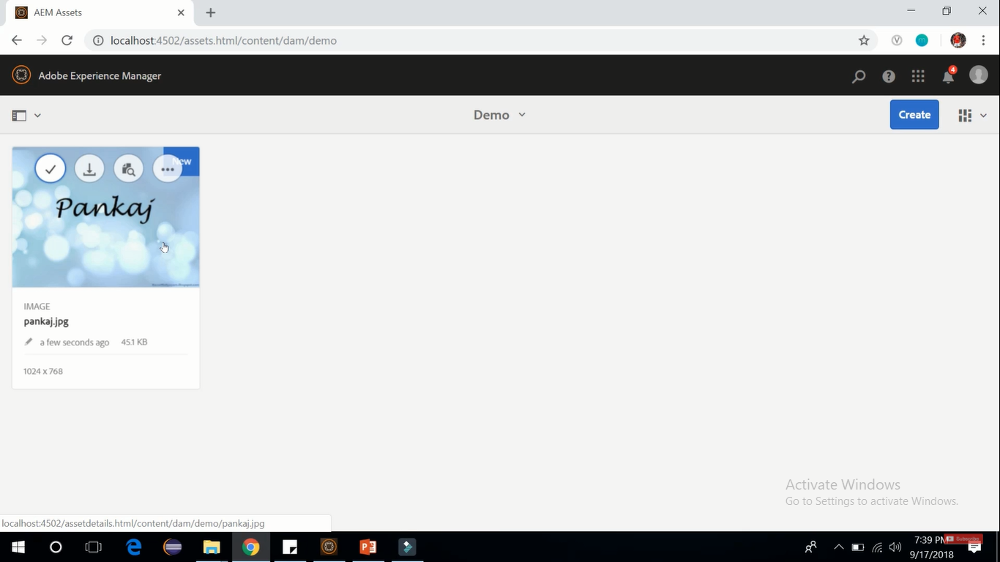 AEM Assets
localhost:4502/assets.html/content/dam/demo
Adobe Experience Manager
4
Demo
Create
New
Pankaj
IMAGE
pankaj.jpg
a few seconds ago 45.1 KB
1024 x 768
Activate Windows
Go to Settings to activate Windows.
localhost:4502/assetdetails.html/content/dam/demo/pankaj.jpg
7:39 PM
Subscribe
9/17/2018